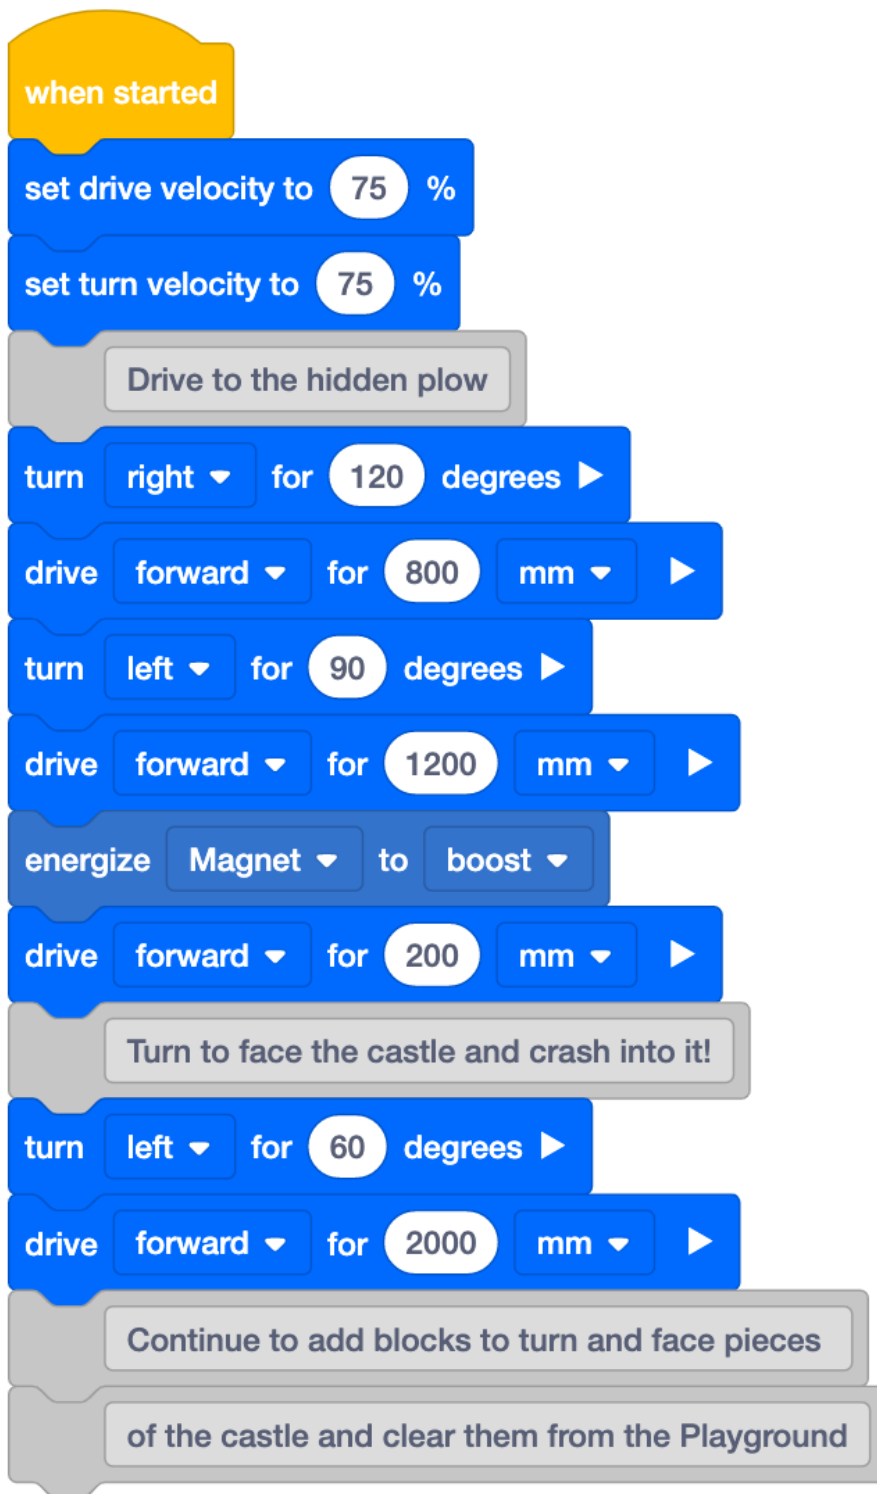 when started
set drive velocity to 75 %
set turn velocity to 75 %
Drive to the hidden plow
turn right for 120 degrees
drive forward for 800 mm
turn left for 90 degrees
drive forward for 1200 mm
energize Magnet to boost
drive forward for 200 mm
Turn to face the castle and crash into it!
turn left for 60 degrees
drive forward for 2000 mm
Continue to add blocks to turn and face pieces
of the castle and clear them from the Playground